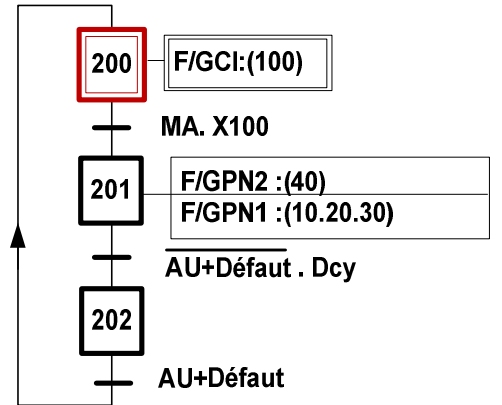 200
F/GCI:(100)
MA. X100
201
F/GPN2 :(40)
F/GPN1 :(10.20.30)
AU+Défaut . Dcy
202
AU+Défaut